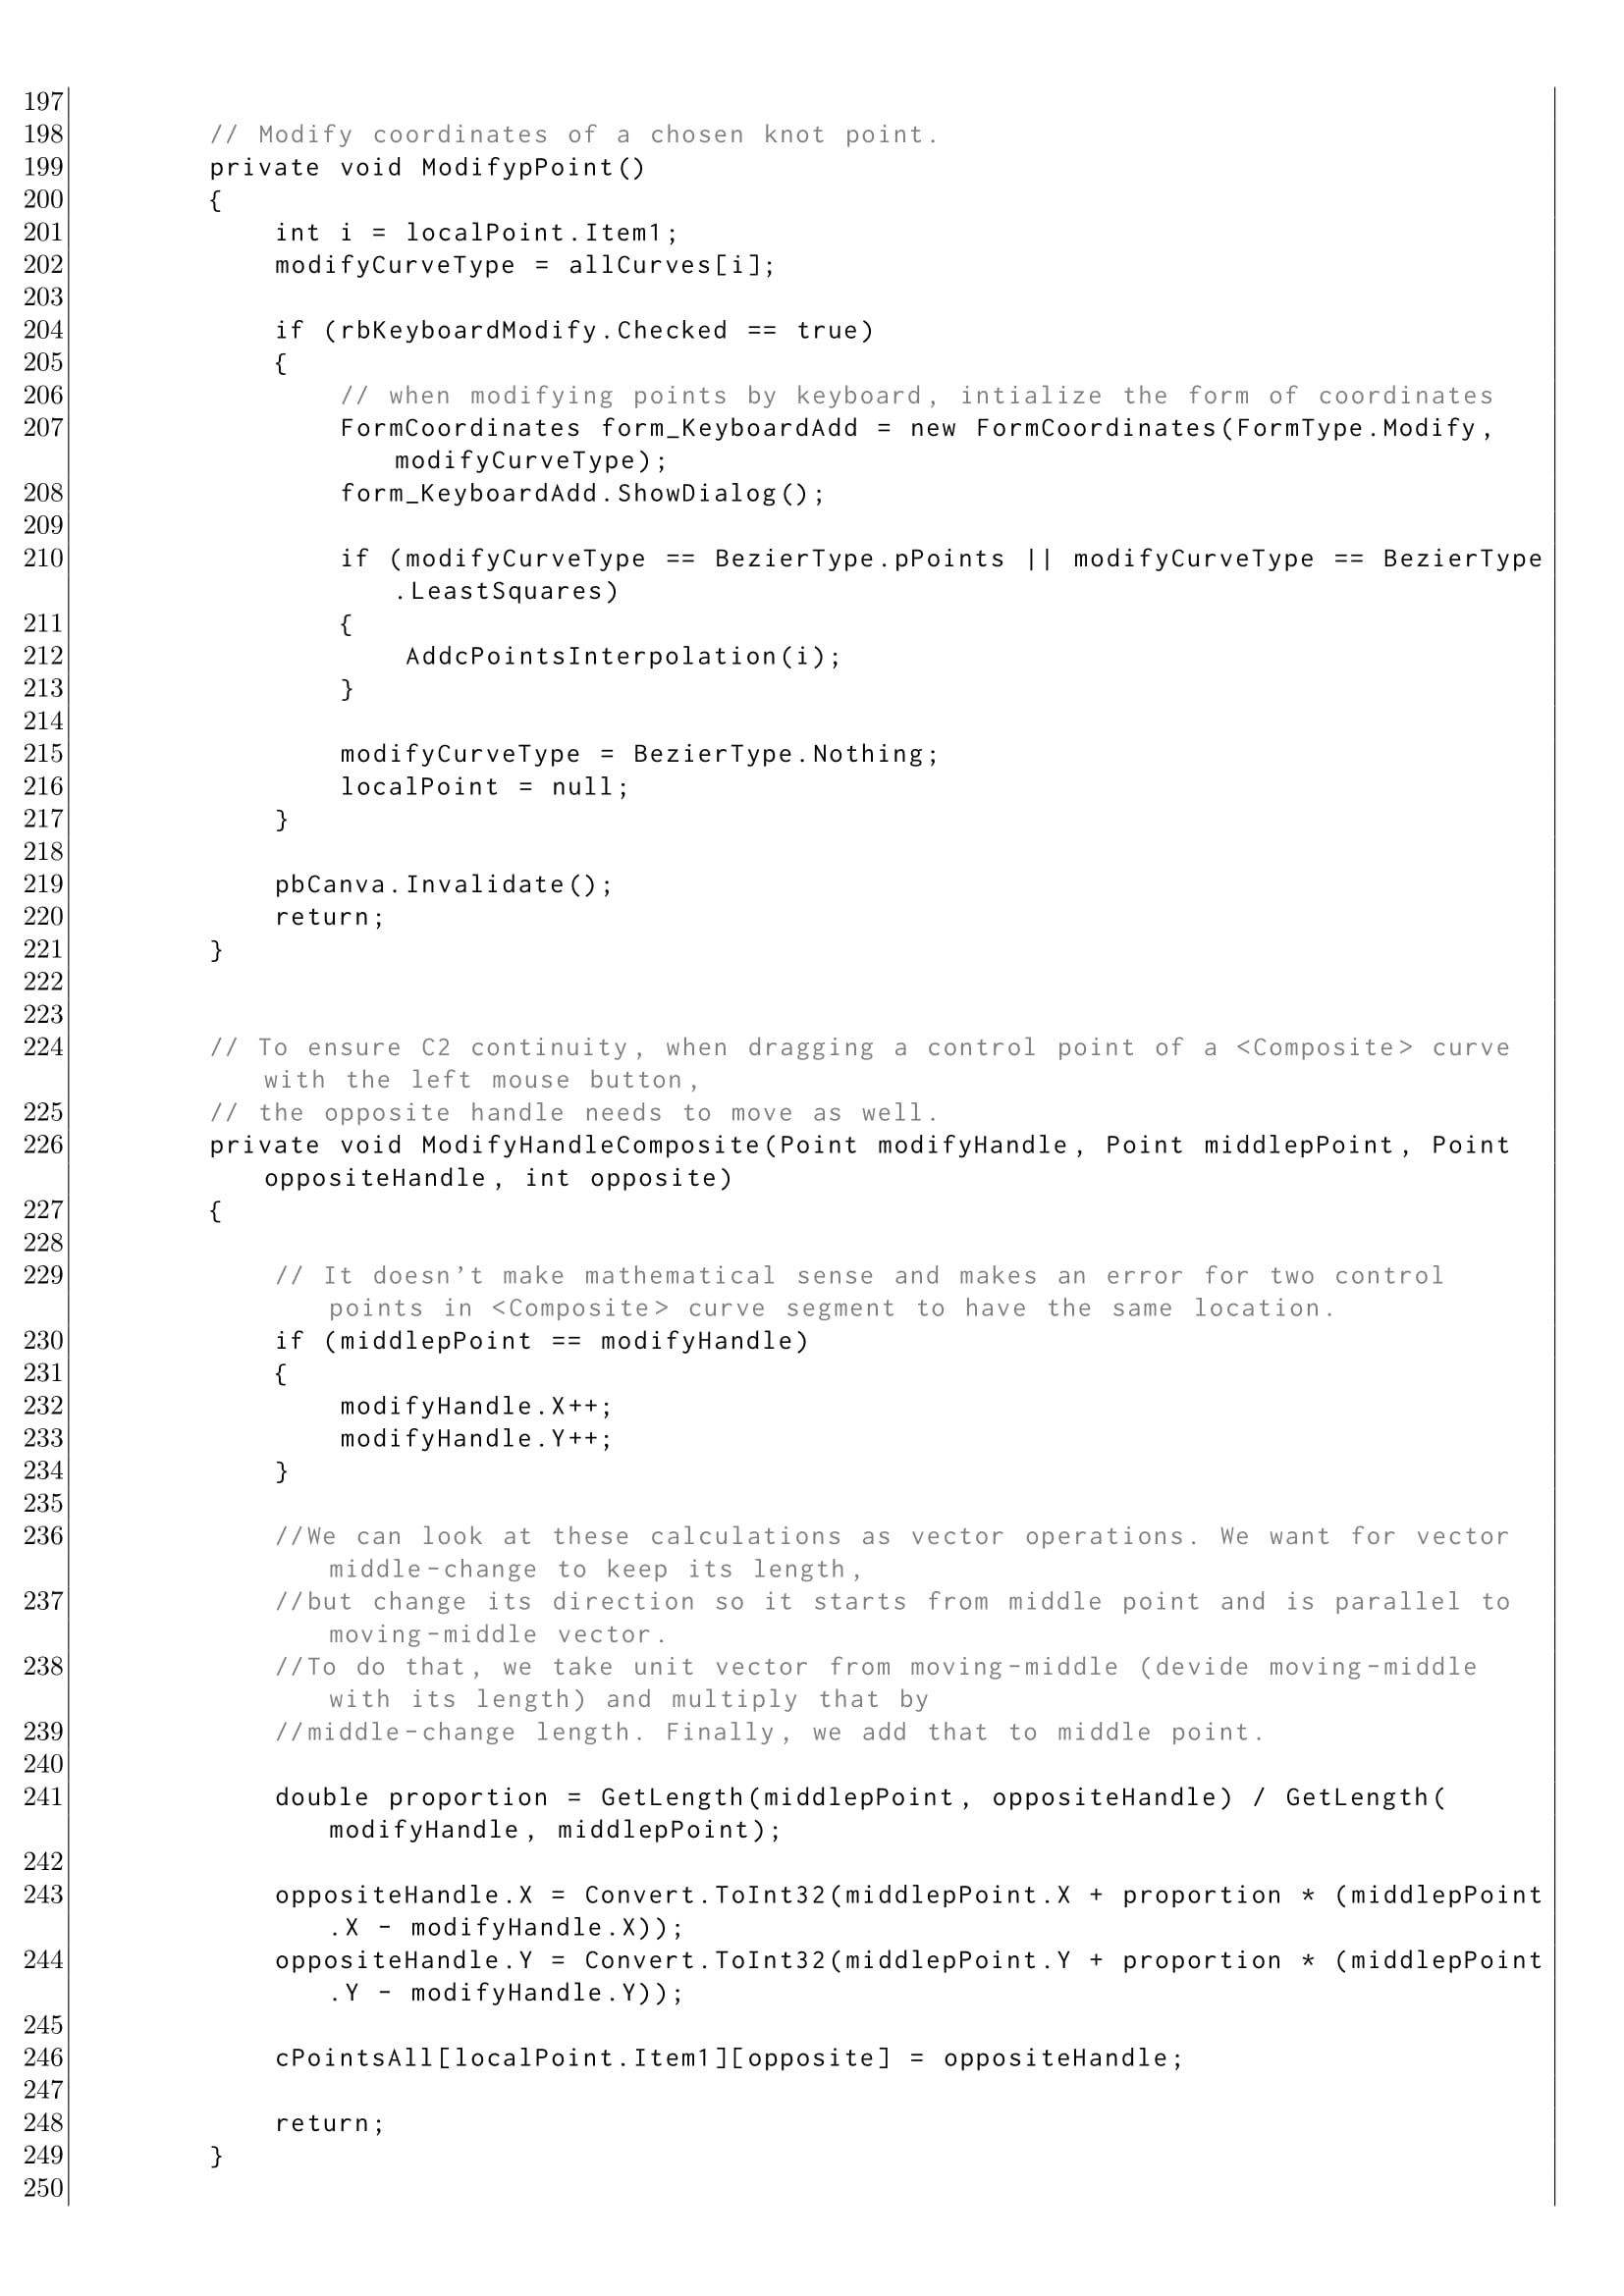 197
198 // Modify coordinates of a chosen knot point.
199 private void ModifypPoint()
200 {
201 int i = localPoint.Item1;
202 modifyCurveType = allCurves[i];
203
204 if (rbKeyboardModify.Checked == true)
205 {
206 // when modifying points by keyboard, intialize the form of coordinates
207 FormCoordinates form_KeyboardAdd = new FormCoordinates(FormType.Modify,
modifyCurveType);
208 form_KeyboardAdd.ShowDialog();
209
210 if (modifyCurveType == BezierType.pPoints || modifyCurveType == BezierType
.LeastSquares)
211 {
212 AddcPointsInterpolation(i);
213 }
214
215 modifyCurveType = BezierType.Nothing;
216 localPoint = null;
217 }
218
219 pbCanva.Invalidate();
220 return;
221 }
222
223
224 // To ensure C2 continuity, when dragging a control point of a <Composite> curve
with the left mouse button,
225 // the opposite handle needs to move as well.
226 private void ModifyHandleComposite(Point modifyHandle, Point middlepPoint, Point
oppositeHandle, int opposite)
227 {
228
229 // It doesn't make mathematical sense and makes an error for two control
points in <Composite> curve segment to have the same location.
230 if (middlepPoint == modifyHandle)
231 {
232 modifyHandle.X++;
233 modifyHandle.Y++;
234 }
235
236 //We can look at these calculations as vector operations. We want for vector
middle-change to keep its length,
237 //but change its direction so it starts from middle point and is parallel to
moving-middle vector.
238 //To do that, we take unit vector from moving-middle (devide moving-middle
with its length) and multiply that by
239 //middle-change length. Finally, we add that to middle point.
240
241 double proportion = GetLength(middlepPoint, oppositeHandle) / GetLength(
modifyHandle, middlepPoint);
242
243 oppositeHandle.X = Convert.ToInt32(middlepPoint.X + proportion * (middlepPoint
.X - modifyHandle.X));
244 oppositeHandle.Y = Convert.ToInt32(middlepPoint.Y + proportion * (middlepPoint
.Y - modifyHandle.Y));
245
246 cPointsAll[localPoint.Item1][opposite] = oppositeHandle;
247
248 return;
249 }
250